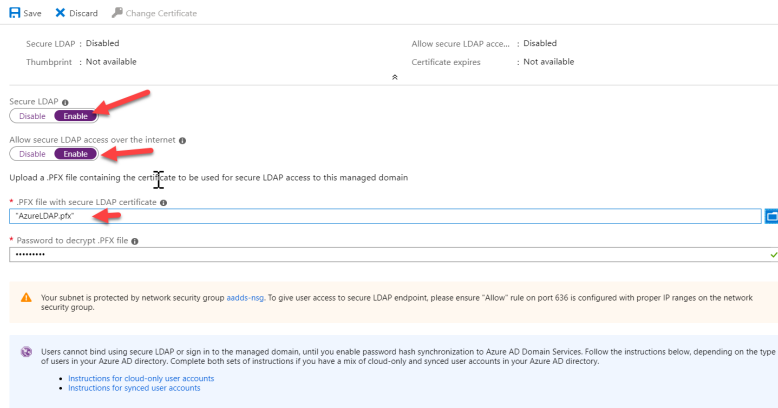 Save Discard Change Certificate
Secure LDAP : Disabled Allow secure LDAP acce... : Disabled
Thumbprint : Not available Certificate expires : Not available
Secure LDAP
Disable Enable
Allow secure LDAP access over the internet
Disable Enable
Upload a .PFX file containing the certificate to be used for secure LDAP access to this managed domain
* .PFX file with secure LDAP certificate
"AzureLDAP.pfx"
* Password to decrypt .PFX file
•••••••••
Your subnet is protected by network security group aadds-nsg. To give user access to secure LDAP endpoint, please ensure "Allow" rule on port 636 is configured with proper IP ranges on the network
security group.
Users cannot bind using secure LDAP or sign in to the managed domain, until you enable password hash synchronization to Azure AD Domain Services. Follow the instructions below, depending on the type
of users in your Azure AD directory. Complete both sets of instructions if you have a mix of cloud-only and synced user accounts in your Azure AD directory.
• Instructions for cloud-only user accounts
• Instructions for synced user accounts